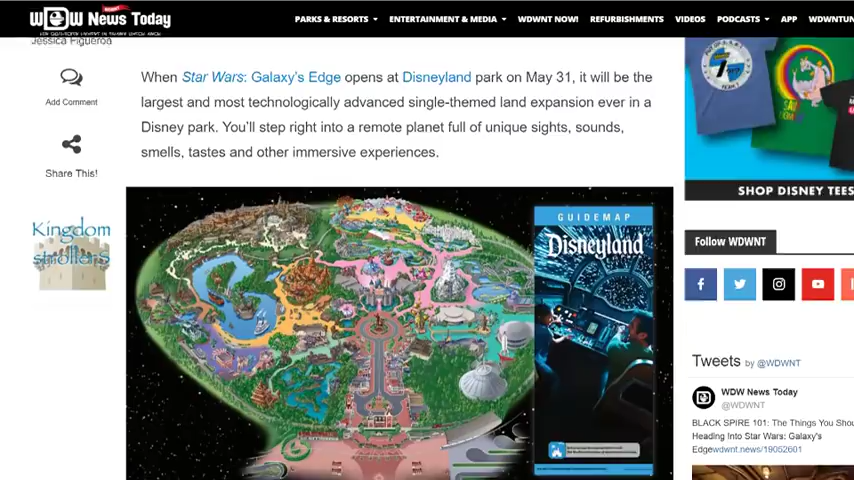 WDW NEWS TODAY
PARKS & RESORTS
ENTERTAINMENT & MEDIA
WDWNT NOW!
REFURBISHMENTS
VIDEOS
PODCASTS
APP
WDWNTUN
Jessica Figueroa
Add Comment
Share This!
Kingdom
strollers
When Star Wars: Galaxy's Edge opens at Disneyland park on May 31, it will be the
largest and most technologically advanced single-themed land expansion ever in a
Disney park. You'll step right into a remote planet full of unique sights, sounds,
smells, tastes and other immersive experiences.
GUIDEMAP
Disneyland
SHOP DISNEY TEES
Follow WDWNT
Tweets by @WDWNT
WDW News Today
@WDWNT
BLACK SPIRE 101: The Things You Shou
Heading Into Star Wars: Galaxy's
Edgewdwnt.news/19052601